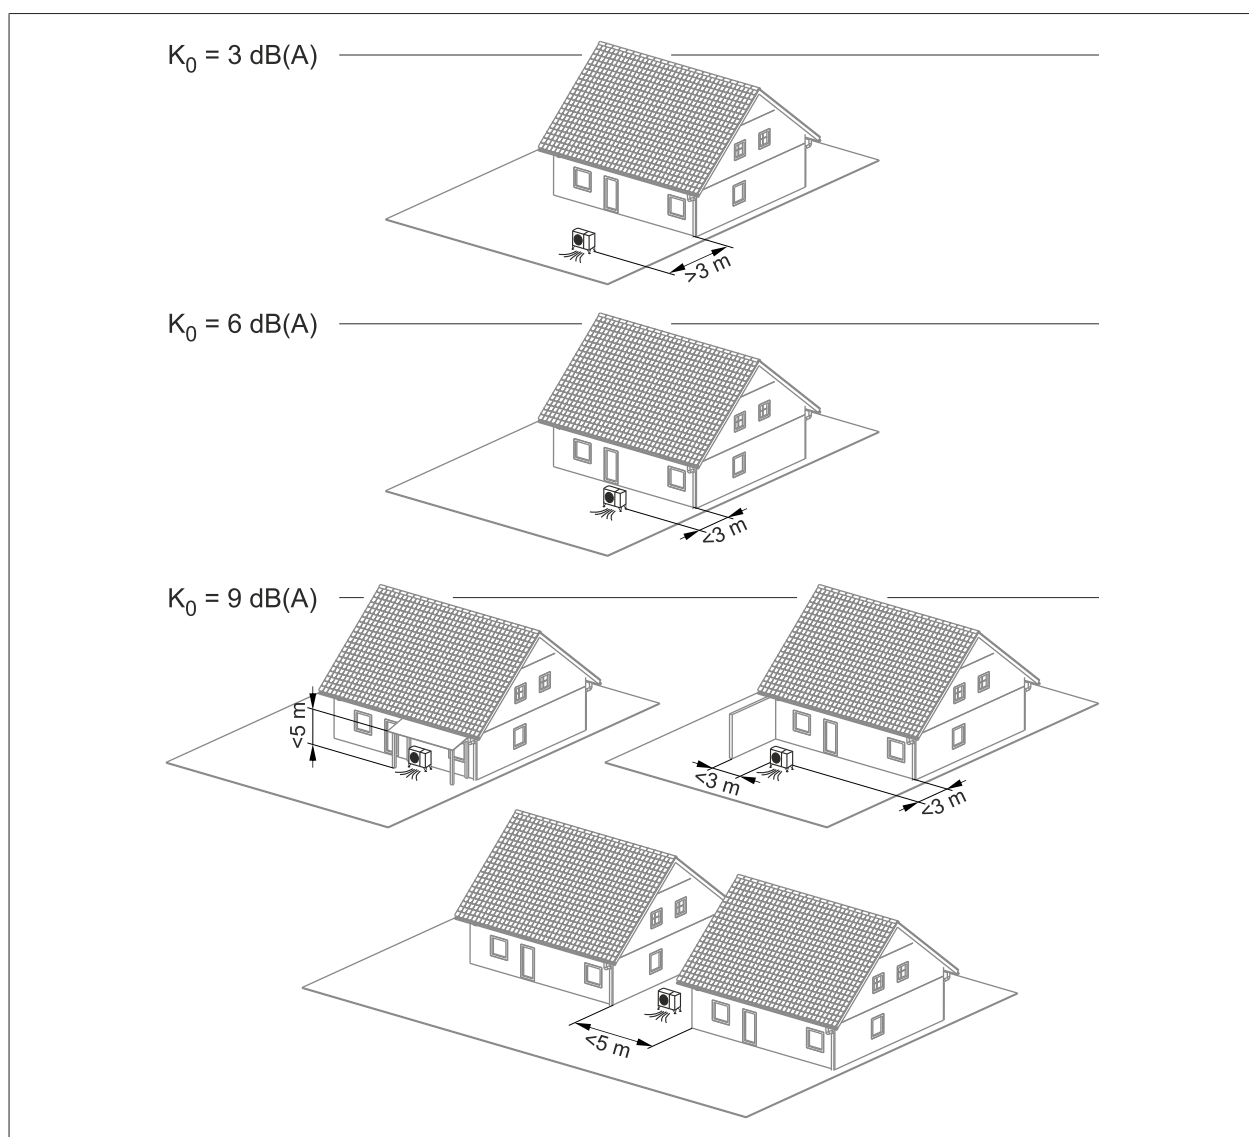 K₀ = 3 dB(A)
>3 m
K₀ = 6 dB(A)
<3 m
K₀ = 9 dB(A)
<5 m
<3 m
<3 m
<5 m